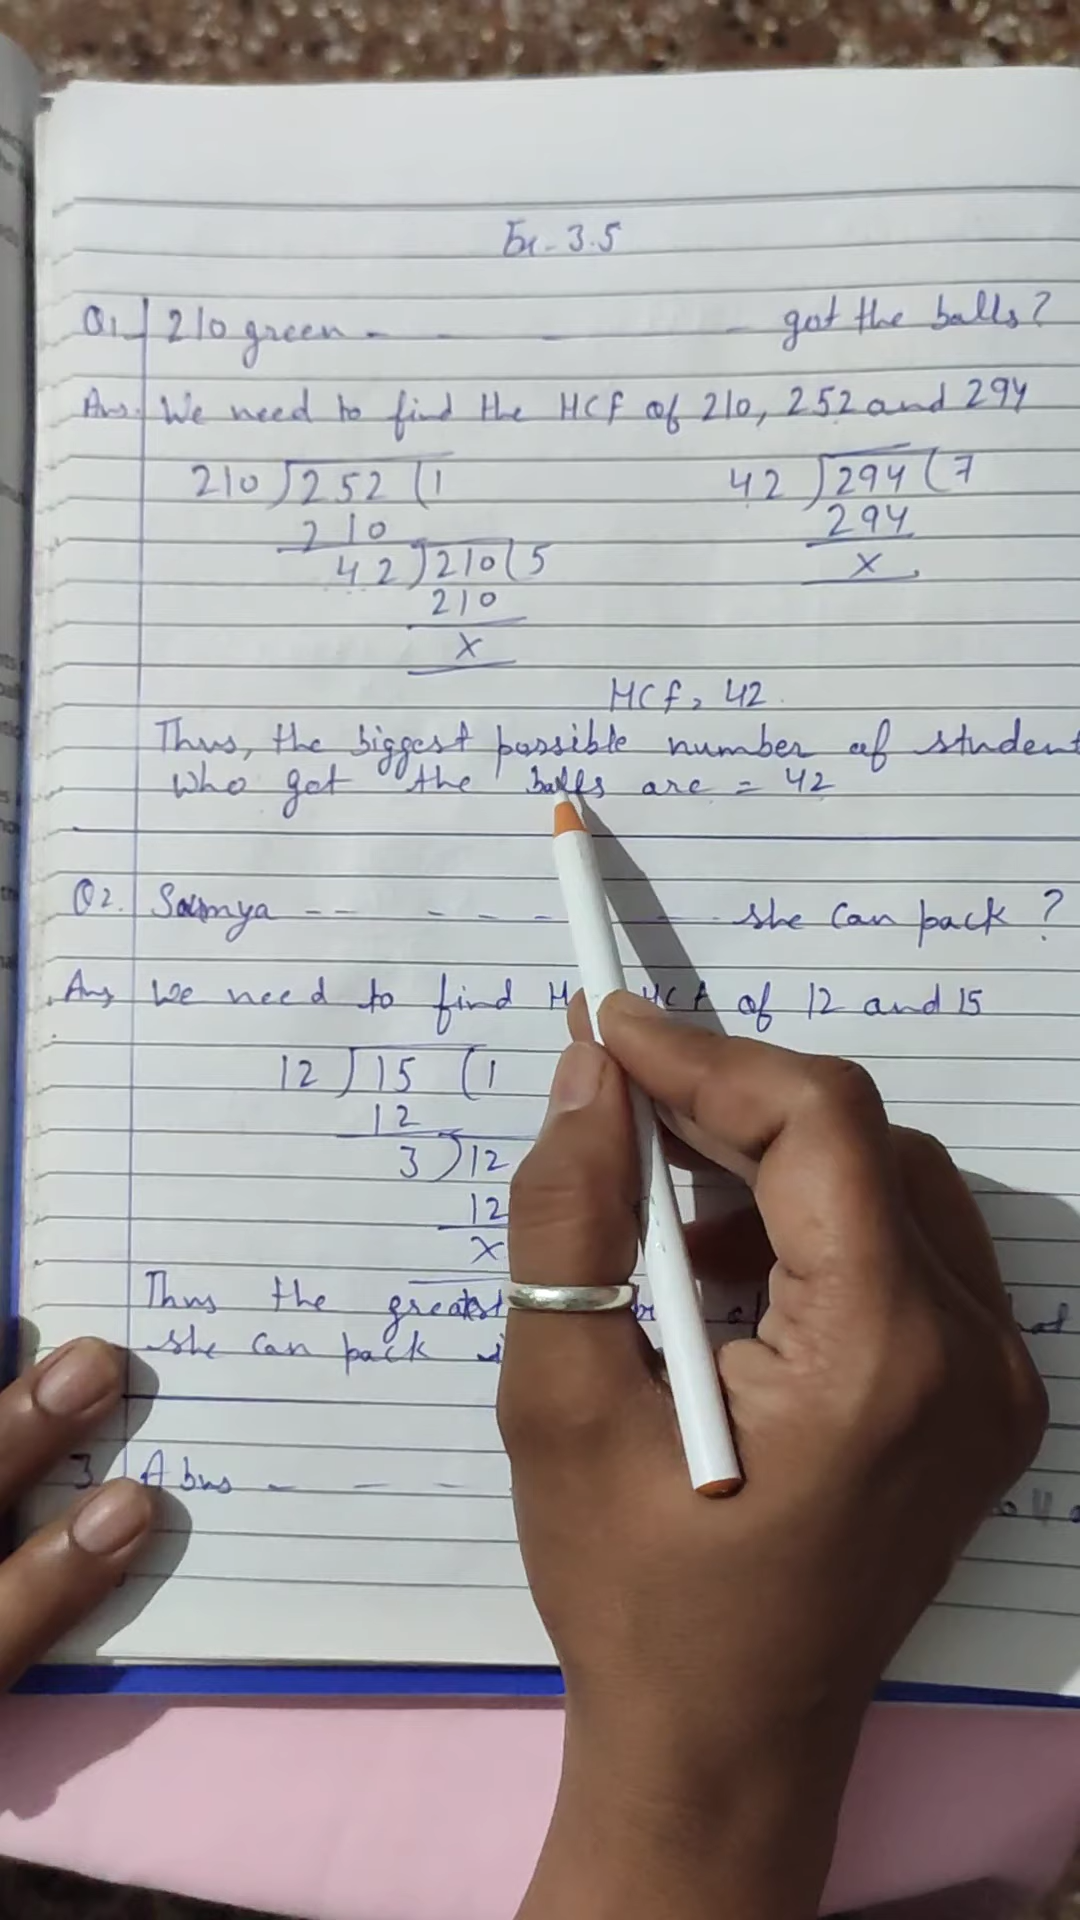 Ex-3.5
Q1. 210 green - - - - got the balls?
Ans. We need to find the HCF of 210, 252 and 294
210 ) 252 ( 1 42 ) 294 ( 7
210 294
42 ) 210 ( 5 x
210
x
HCF = 42
Thus, the biggest possible number of student
who got the balls are = 42
Q2. Saumya - - - - - - she can pack ?
Ans We need to find HCF of 12 and 15
12 ) 15 ( 1
12
3 ) 12
12
x
Thus the greatest
she can pack
3 A bus - - -